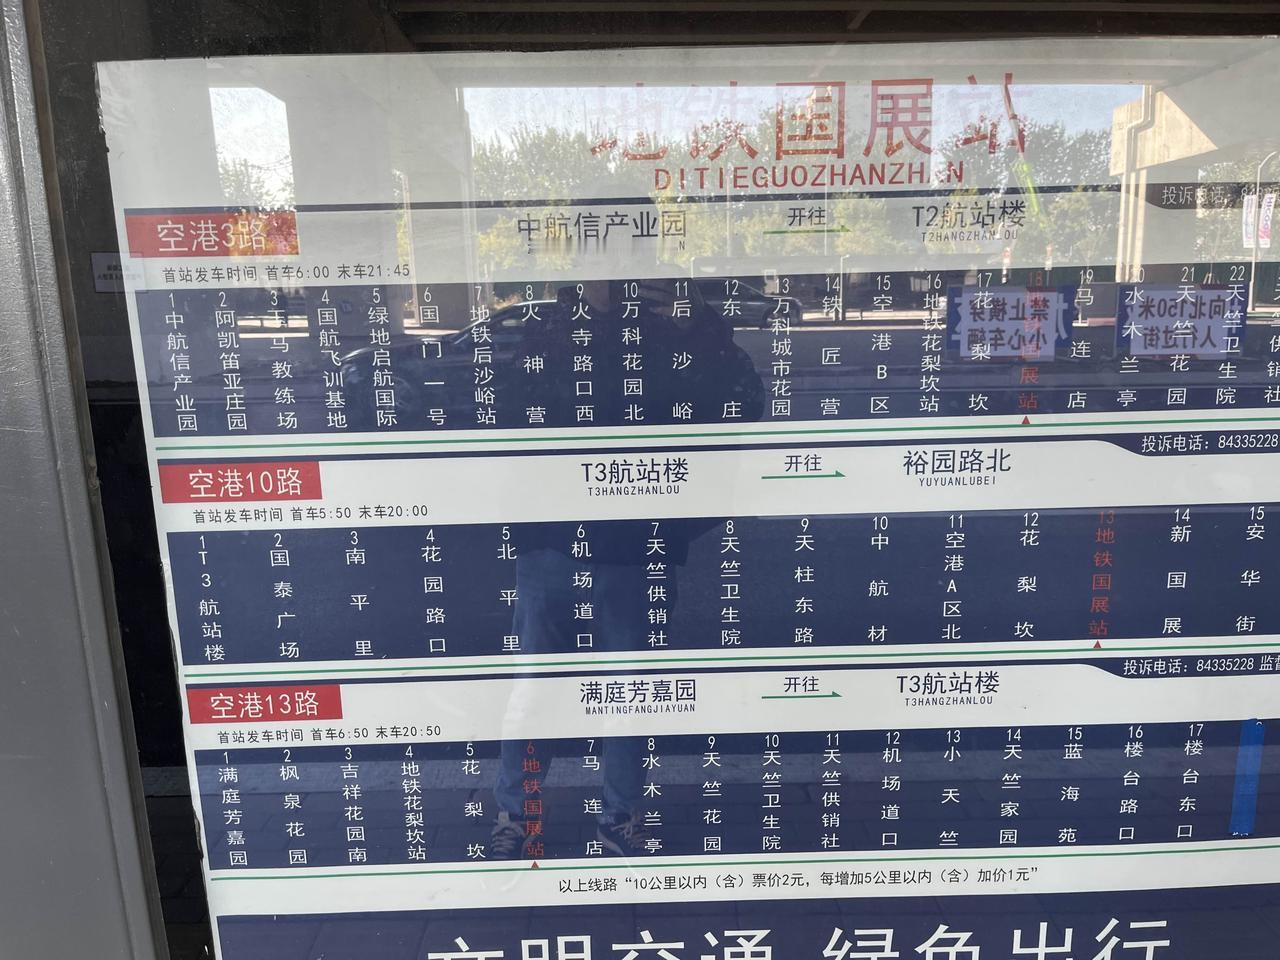 地铁国展站
DITIEGUOZHANZHAN
投诉电话：
空港3路
中航信产业园 开往 T2航站楼
T2HANGZHANLOU
首站发车时间 首车6:00 末车21:45
1 中航信产业园
2 阿凯笛亚庄园
3 王马教练场
4 国航飞训基地
5 绿地启航国际
6 国门一号
7 地铁后沙峪站
8 火神营
9 火寺路口西
10 万科花园北
11 后沙峪
12 东庄
13 万科城市花园
14 铁匠营
15 空港B区
16 地铁花梨坎站
17 花梨坎
18 地铁国展站
19 马连店
20 水木兰亭
21 天竺花园
22 天竺卫生院
供销社
禁止横穿
小心车辆
向北150米
人行过街
投诉电话：84335228
空港10路
T3航站楼 开往 裕园路北
T3HANGZHANLOU YUYUANLUBEI
首站发车时间 首车5:50 末车20:00
1 T3航站楼
2 国泰广场
3 南平里
4 花园路口
5 北平里
6 机场道口
7 天竺供销社
8 天竺卫生院
9 天柱东路
10 中航材
11 空港A区北
12 花梨坎
13 地铁国展站
14 新国展
15 安华街
投诉电话：84335228 监督
空港13路
满庭芳嘉园 开往 T3航站楼
MANTINGFANGJIAYUAN T3HANGZHANLOU
首站发车时间 首车6:50 末车20:50
1 满庭芳嘉园
2 枫泉花园
3 吉祥花园南
4 地铁花梨坎站
5 花梨坎
6 地铁国展站
7 马连店
8 水木兰亭
9 天竺花园
10 天竺卫生院
11 天竺供销社
12 机场道口
13 小天竺
14 天竺家园
15 蓝海苑
16 楼台路口
17 楼台东口
以上线路“10公里以内（含）票价2元，每增加5公里以内（含）加价1元”
文明交通 绿色出行